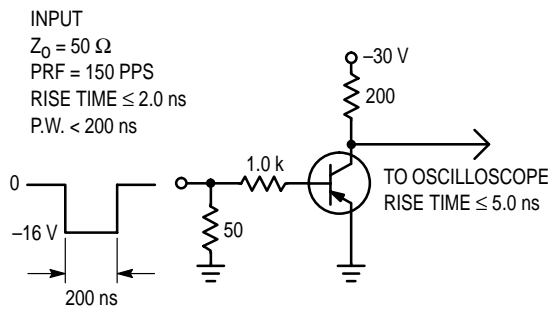 INPUT
Zo = 50 Ω
PRF = 150 PPS
RISE TIME ≤ 2.0 ns
P.W. < 200 ns
–30 V
200
1.0 k
0
TO OSCILLOSCOPE
RISE TIME ≤ 5.0 ns
–16 V
50
200 ns